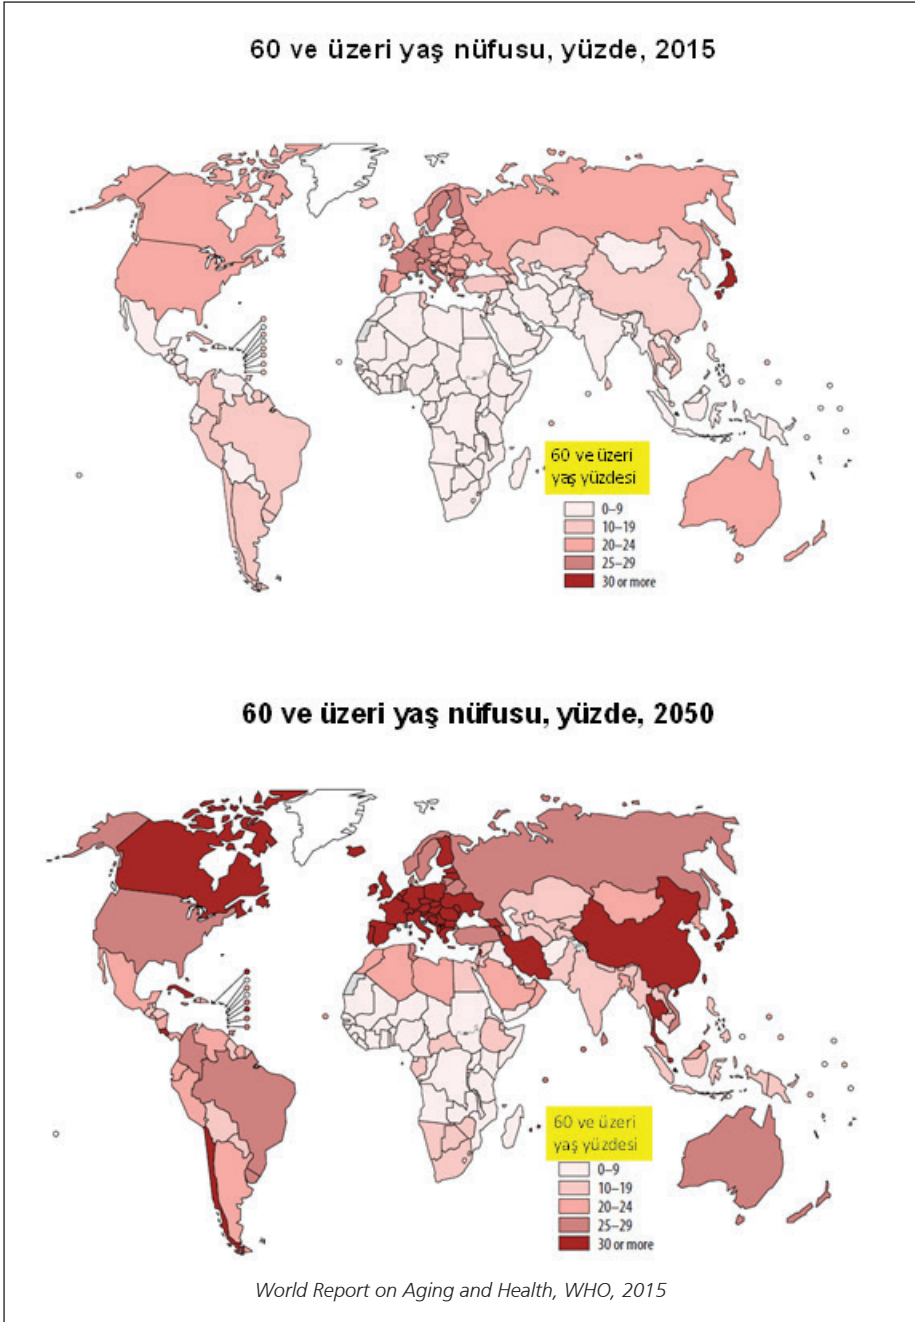 60 ve üzeri yaş nüfusu, yüzde, 2015
60 ve üzeri
yaş yüzdesi
0–9
10–19
20–24
25–29
30 or more
60 ve üzeri yaş nüfusu, yüzde, 2050
60 ve üzeri
yaş yüzdesi
0–9
10–19
20–24
25–29
30 or more
World Report on Aging and Health, WHO, 2015